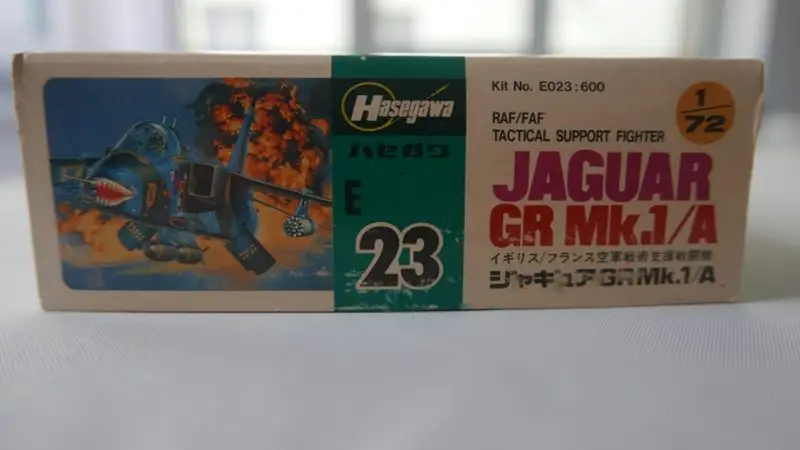 Hasegawa
ハセガワ
E
23
Kit No. E023:600
1/72
RAF/FAF
TACTICAL SUPPORT FIGHTER
JAGUAR
GR Mk.1/A
イギリス/フランス空軍戦術支援戦闘機
ジャギュア GR Mk.1/A